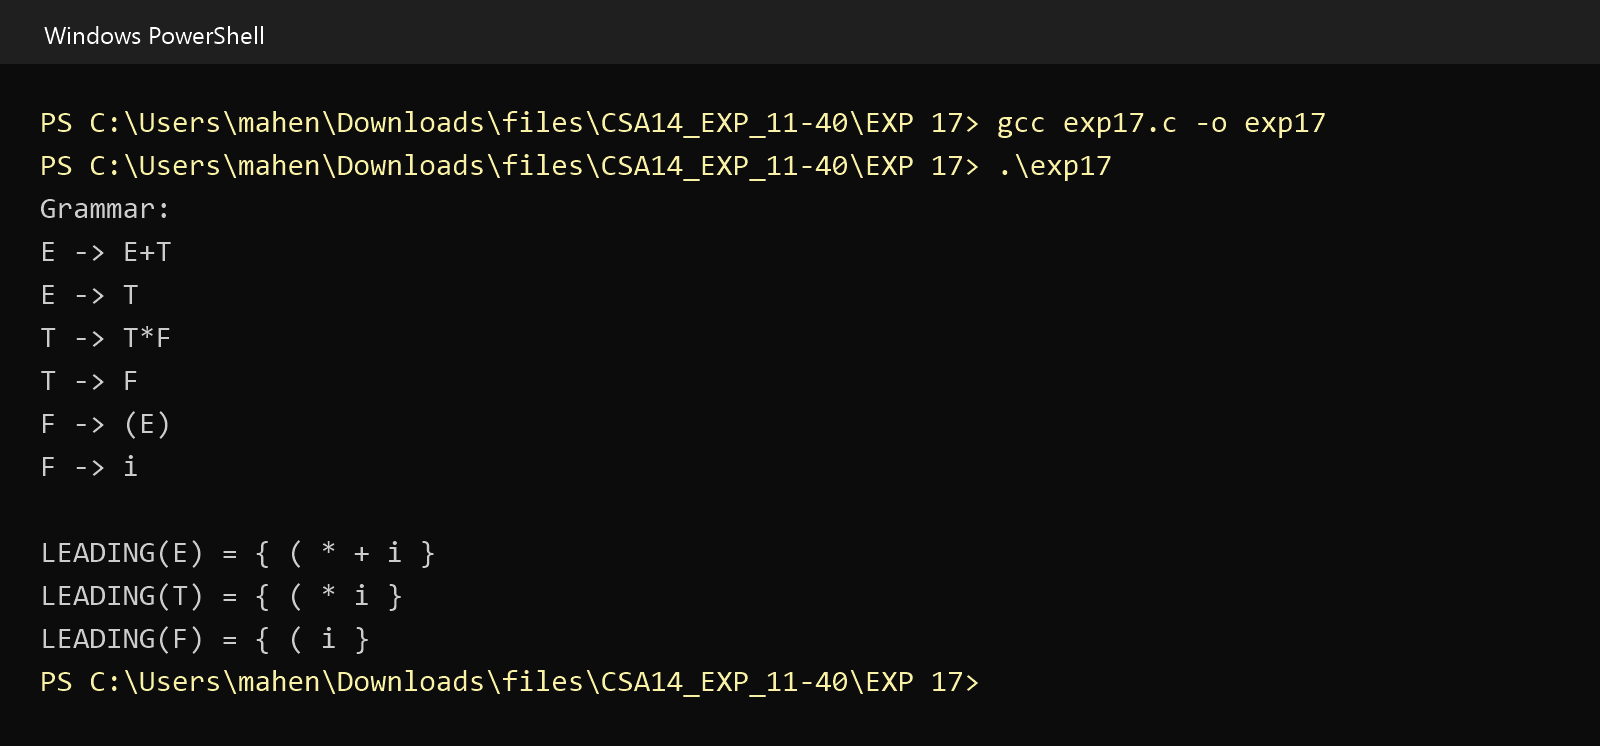 Windows PowerShell
PS C:\Users\mahen\Downloads\files\CSA14_EXP_11-40\EXP 17> gcc exp17.c -o exp17
PS C:\Users\mahen\Downloads\files\CSA14_EXP_11-40\EXP 17> .\exp17
Grammar:
E -> E+T
E -> T
T -> T*F
T -> F
F -> (E)
F -> i

LEADING(E) = { ( * + i }
LEADING(T) = { ( * i }
LEADING(F) = { ( i }
PS C:\Users\mahen\Downloads\files\CSA14_EXP_11-40\EXP 17>